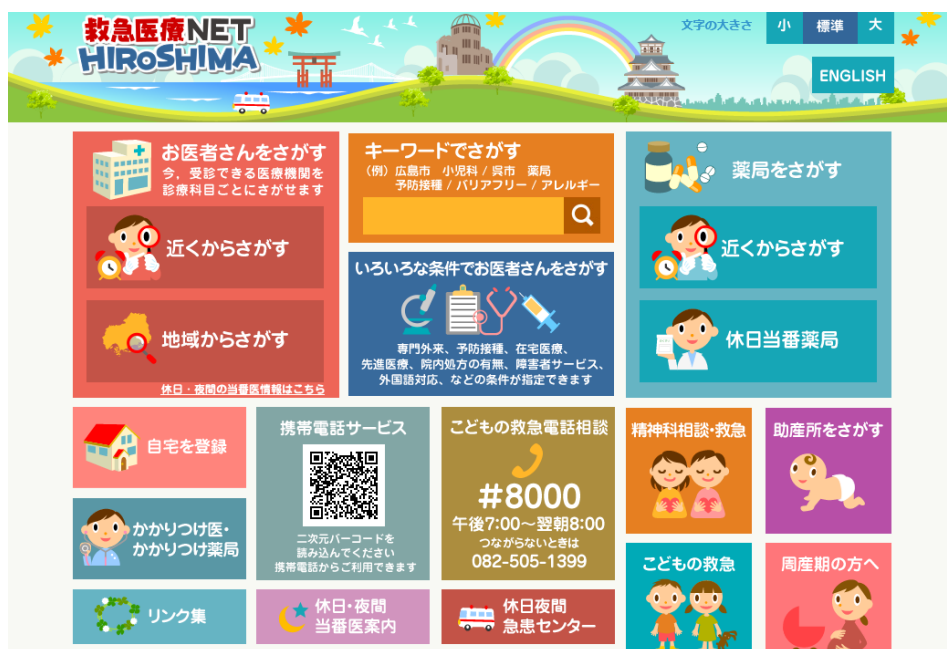 救急医療NET
HIROSHIMA
文字の大きさ
小
標準
大
ENGLISH
お医者さんをさがす
今，受診できる医療機関を
診療科目ごとにさがせます
近くからさがす
地域からさがす
休日・夜間の当番医情報はこちら
キーワードでさがす
（例）広島市　小児科 / 呉市　薬局
予防接種 / バリアフリー / アレルギー
いろいろな条件でお医者さんをさがす
専門外来、予防接種、在宅医療、
先進医療、院内処方の有無、障害者サービス、
外国語対応、などの条件が指定できます
薬局をさがす
近くからさがす
休日当番薬局
自宅を登録
かかりつけ医・
かかりつけ薬局
リンク集
携帯電話サービス
二次元バーコードを
読み込んでください
携帯電話からご利用できます
休日・夜間
当番医案内
こどもの救急電話相談
#8000
午後7:00～翌朝8:00
つながらないときは
082-505-1399
休日夜間
急患センター
精神科相談・救急
助産所をさがす
こどもの救急
周産期の方へ